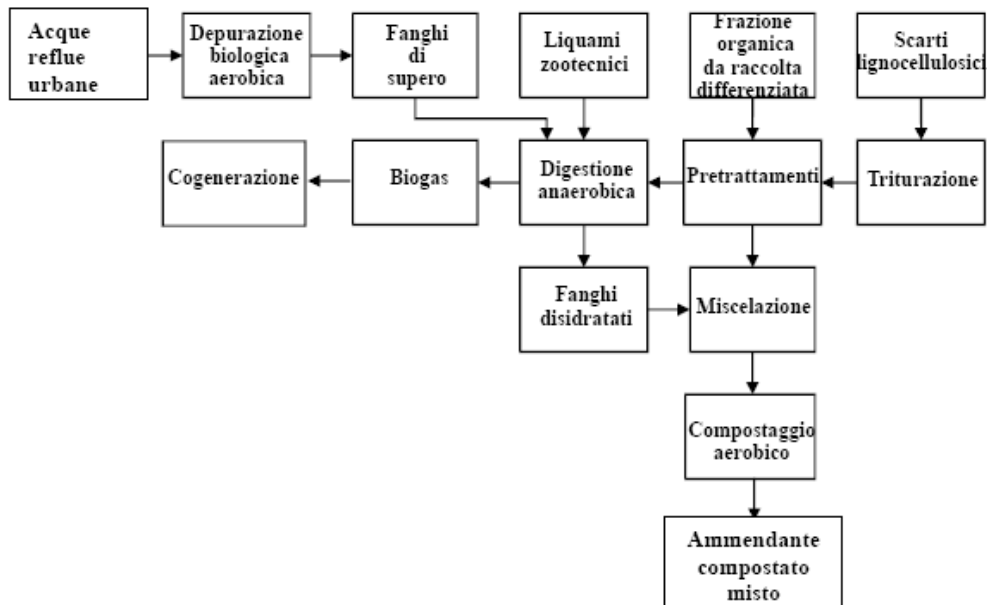 Acque
reflue
urbane
Depurazione
biologica
aerobica
Fanghi
di
supero
Liquami
zootecnici
Frazione
organica
da raccolta
differenziata
Scarti
lignocellulosici
Cogenerazione
Biogas
Digestione
anaerobica
Pretrattamenti
Triturazione
Fanghi
disidratati
Miscelazione
Compostaggio
aerobico
Ammendante
compostato
misto